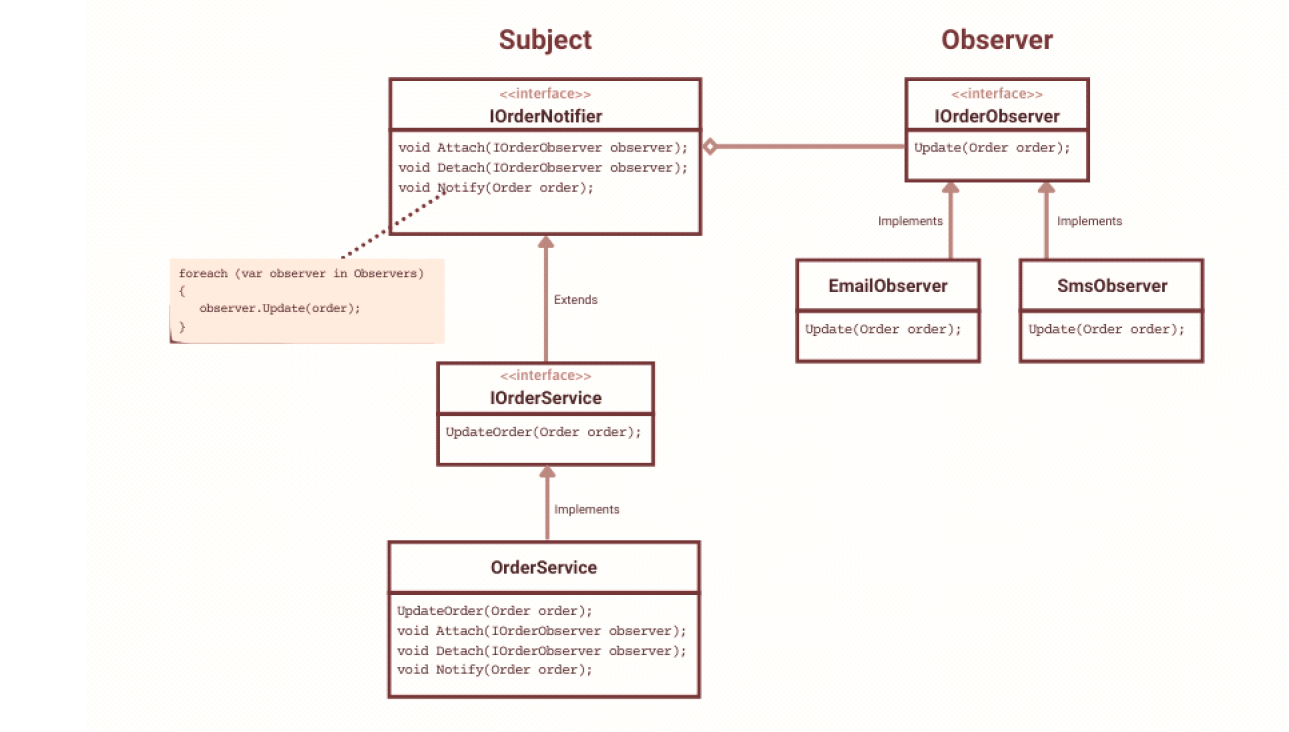 Subject
Observer
<<interface>>
IOrderNotifier
void Attach(IOrderObserver observer);
void Detach(IOrderObserver observer);
void Notify(Order order);
<<interface>>
IOrderObserver
Update(Order order);
Implements
Implements
foreach (var observer in Observers)
{
observer.Update(order);
}
Extends
EmailObserver
Update(Order order);
SmsObserver
Update(Order order);
<<interface>>
IOrderService
UpdateOrder(Order order);
Implements
OrderService
UpdateOrder(Order order);
void Attach(IOrderObserver observer);
void Detach(IOrderObserver observer);
void Notify(Order order);